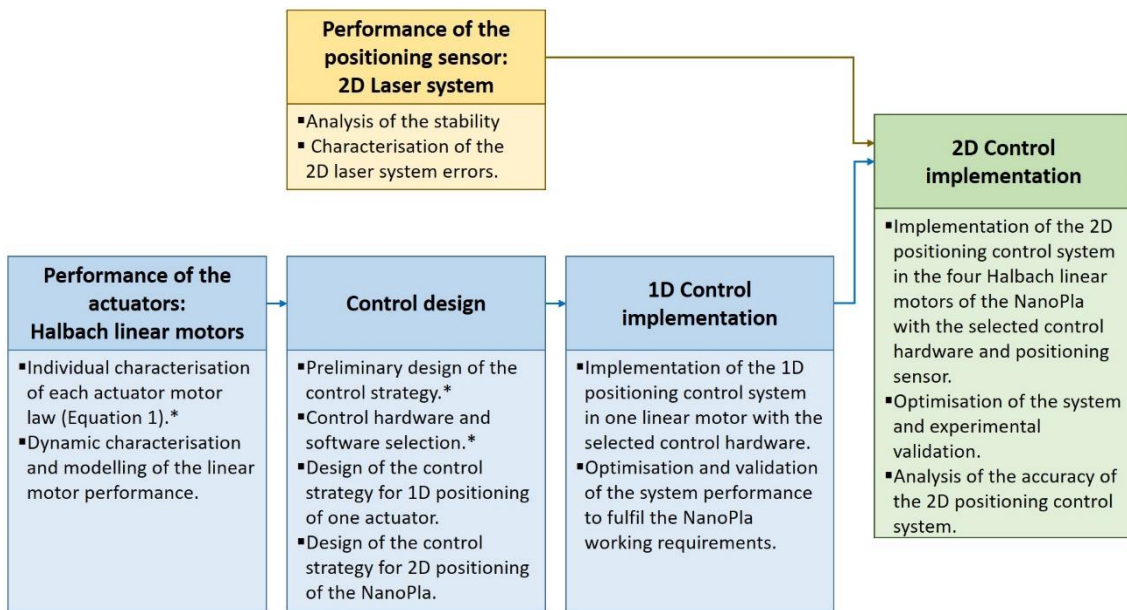 Performance of the
positioning sensor:
2D Laser system
▪Analysis of the stability
▪ Characterisation of the
2D laser system errors.
Performance of the
actuators:
Halbach linear motors
▪Individual characterisation
of each actuator motor
law (Equation 1).*
▪Dynamic characterisation
and modelling of the linear
motor performance.
Control design
▪Preliminary design of the
control strategy.*
▪Control hardware and
software selection.*
▪Design of the control
strategy for 1D positioning
of one actuator.
▪Design of the control
strategy for 2D positioning
of the NanoPla.
1D Control
implementation
▪Implementation of the 1D
positioning control system
in one linear motor with the
selected control hardware.
▪Optimisation and validation
of the system performance
to fulfil the NanoPla
working requirements.
2D Control
implementation
▪Implementation of the 2D
positioning control system
in the four Halbach linear
motors of the NanoPla
with the selected control
hardware and positioning
sensor.
▪Optimisation of the system
and experimental
validation.
▪Analysis of the accuracy of
the 2D positioning control
system.